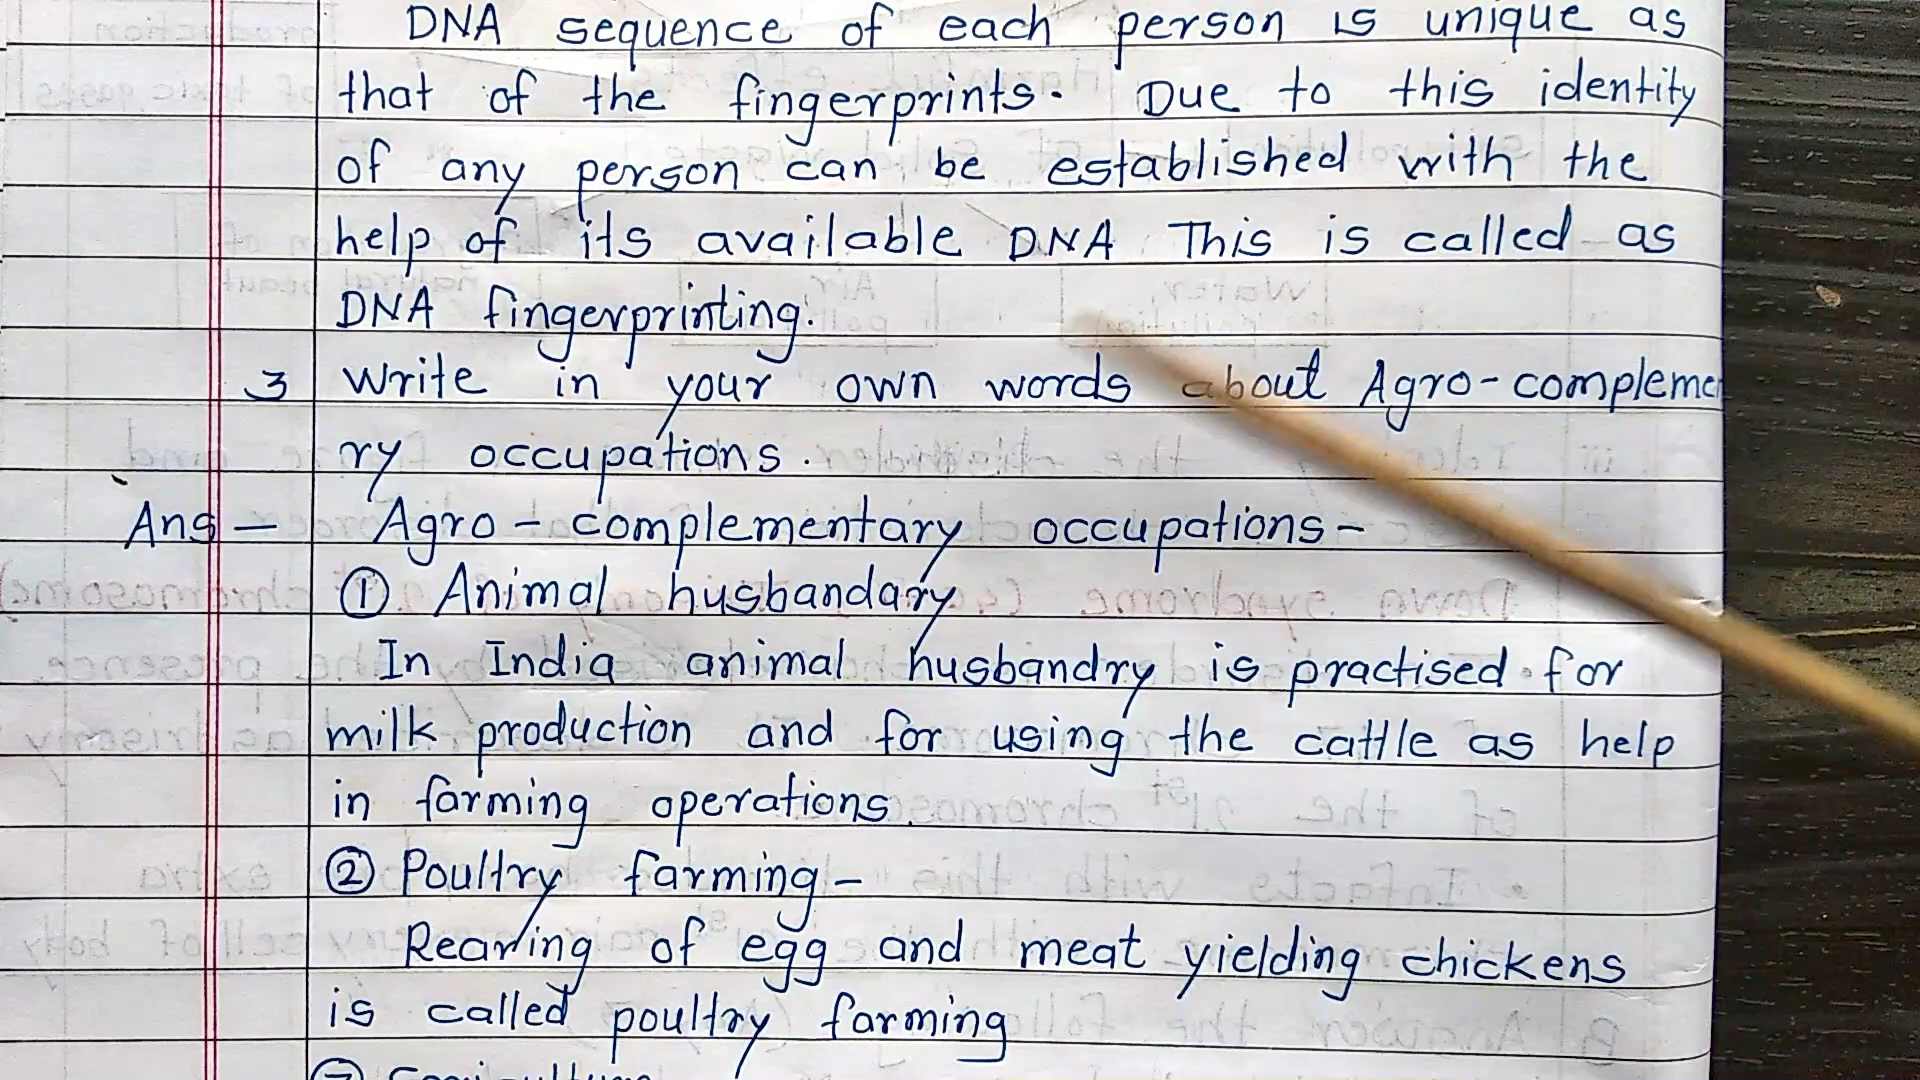 DNA sequence of each person is unique as
that of the fingerprints. Due to this identity
of any person can be established with the
help of its available DNA This is called as
DNA fingerprinting.
3 Write in your own words about Agro-compleme
ry occupations.
Ans — Agro - complementary occupations -
① Animal husbandary
In India animal husbandry is practised for
milk production and for using the cattle as help
in farming operations.
② Poultry farming -
Rearing of egg and meat yielding chickens
is called poultry farming